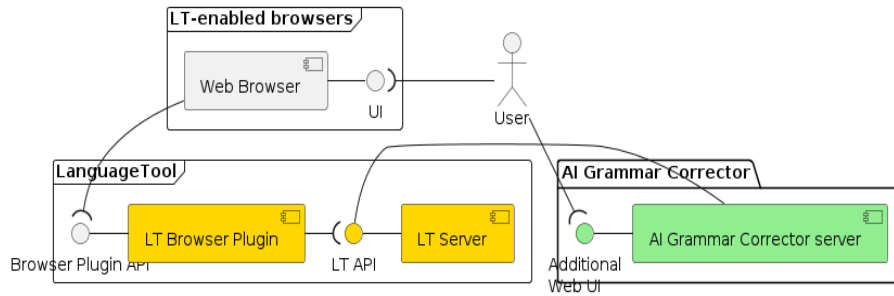 LT-enabled browsers
Web Browser
UI
User
LanguageTool
AI Grammar Corrector
LT Browser Plugin
LT Server
AI Grammar Corrector server
Browser Plugin API
LT API
Additional
Web UI